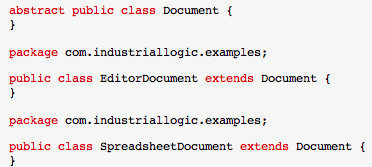 abstract public class Document {
}
package com.industriallogic.examples;
public class EditorDocument extends Document {
}
package com.industriallogic.examples;
public class SpreadsheetDocument extends Document {
}